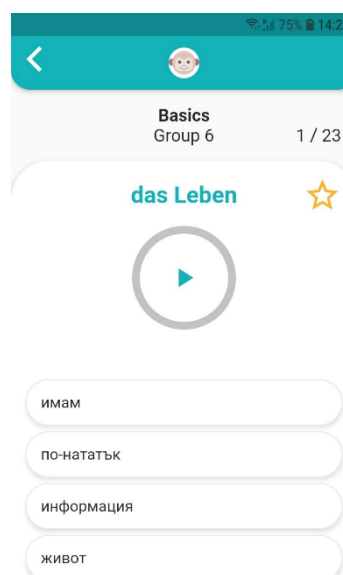 75% 14:2
Basics
Group 6
1 / 23
das Leben
имам
по-нататък
информация
живот